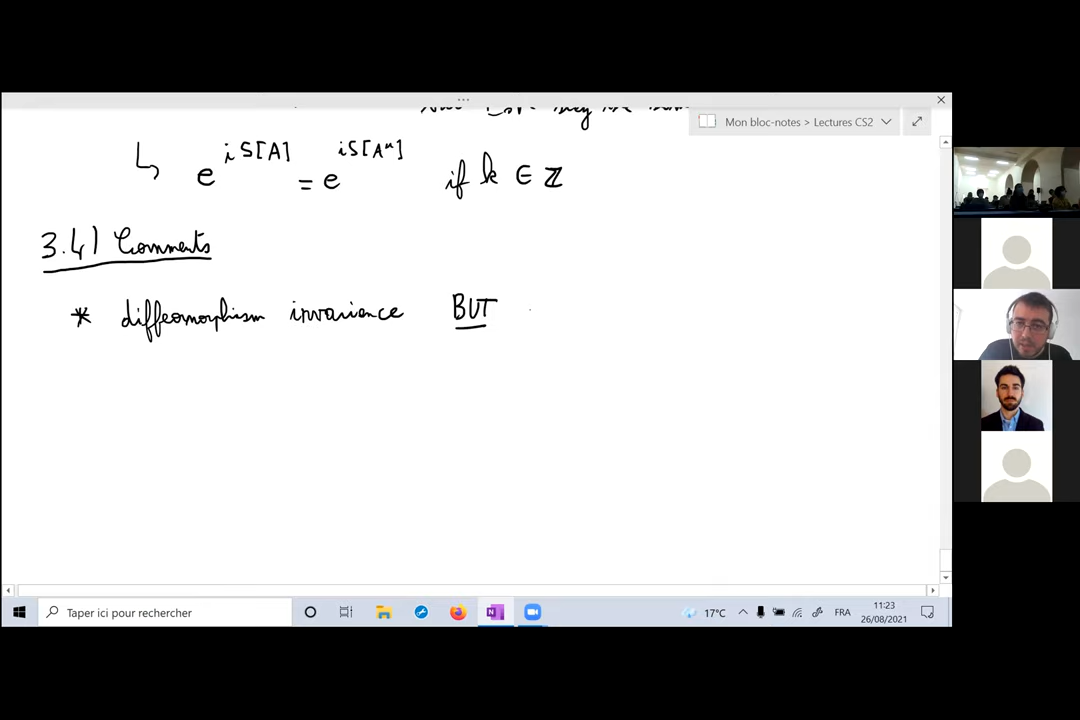 Mon bloc-notes > Lectures CS2
e^{iS[A]} = e^{iS[A^u]} if k ∈ ℤ
3.4) Comments
* diffeomorphism invariance BUT
Taper ici pour rechercher
17°C
FRA
11:23
26/08/2021